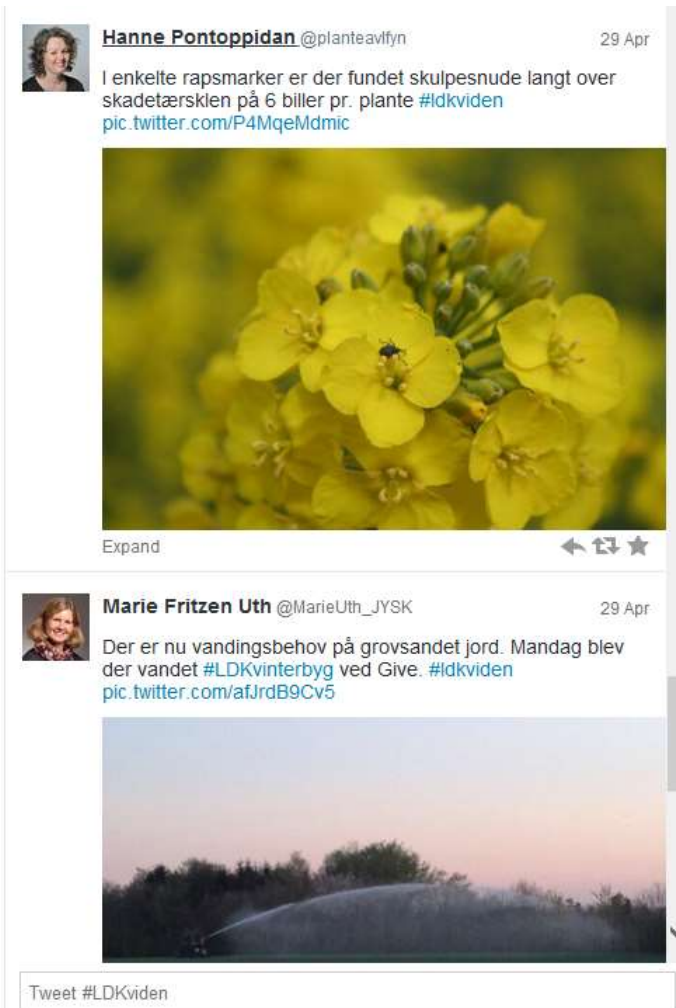 Hanne Pontoppidan @planteavlfyn 29 Apr
I enkelte rapsmarker er der fundet skulpesnude langt over
skadetærsklen på 6 biller pr. plante #ldkviden
pic.twitter.com/P4MqeMdmic
Expand
Marie Fritzen Uth @MarieUth_JYSK 29 Apr
Der er nu vandingsbehov på grovsandet jord. Mandag blev
der vandet #LDKvinterbyg ved Give. #ldkviden
pic.twitter.com/afJrdB9Cv5
Tweet #LDKviden